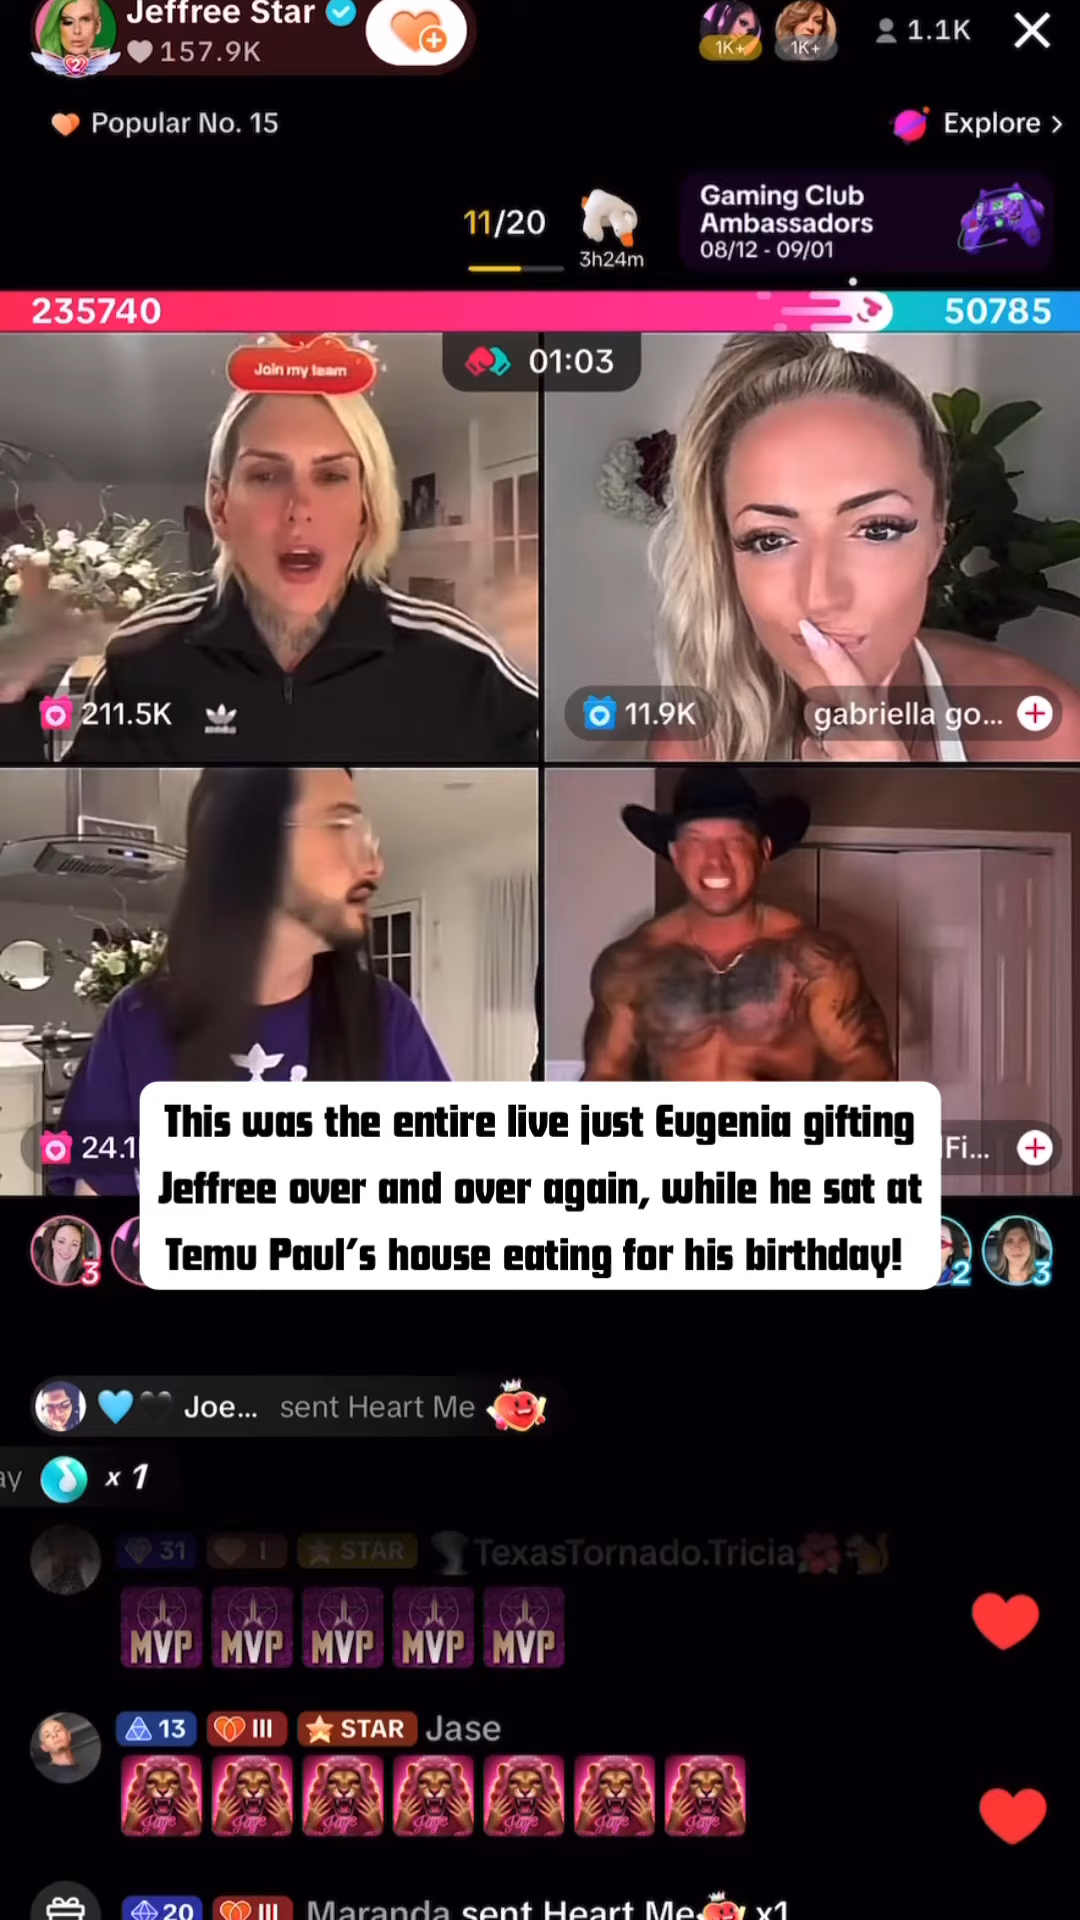 Jeffree Star
157.9K
2
1K+
1K+
1.1K
Popular No. 15
Explore >
11/20
3h24m
Gaming Club
Ambassadors
08/12 - 09/01
235740
50785
Join my team
01:03
211.5K
11.9K
gabriella go...
24.1
Fi...
This was the entire live just Eugenia gifting
Jeffree over and over again, while he sat at
Temu Paul's house eating for his birthday!
3
2
3
Joe... sent Heart Me
ay x 1
31 I STAR TexasTornado.Tricia
MVP MVP MVP MVP MVP
13 III STAR Jase
20 III Maranda sent Heart Me x1